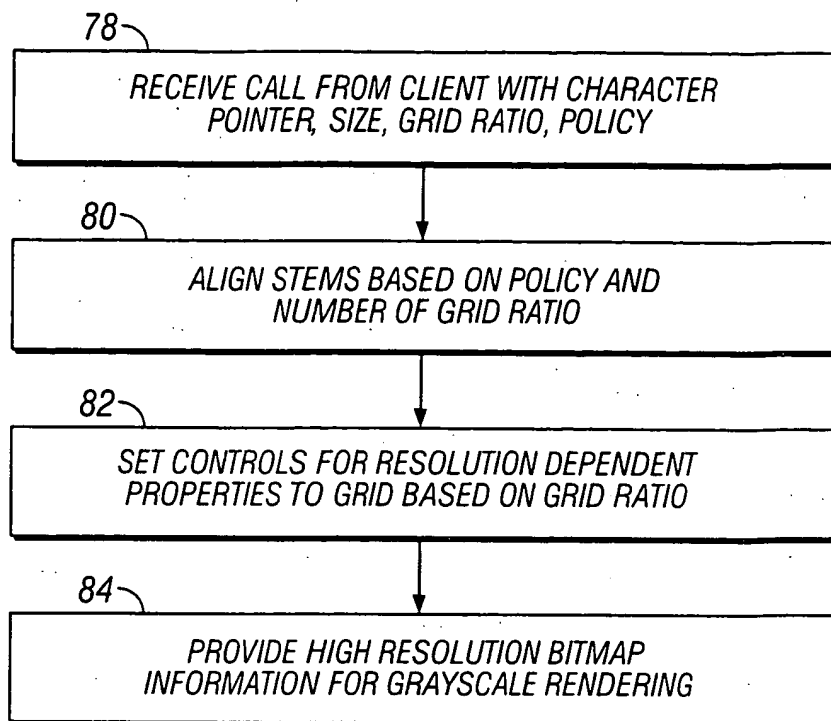 78
RECEIVE CALL FROM CLIENT WITH CHARACTER
POINTER, SIZE, GRID RATIO, POLICY
80
ALIGN STEMS BASED ON POLICY AND
NUMBER OF GRID RATIO
82
SET CONTROLS FOR RESOLUTION DEPENDENT
PROPERTIES TO GRID BASED ON GRID RATIO
84
PROVIDE HIGH RESOLUTION BITMAP
INFORMATION FOR GRAYSCALE RENDERING